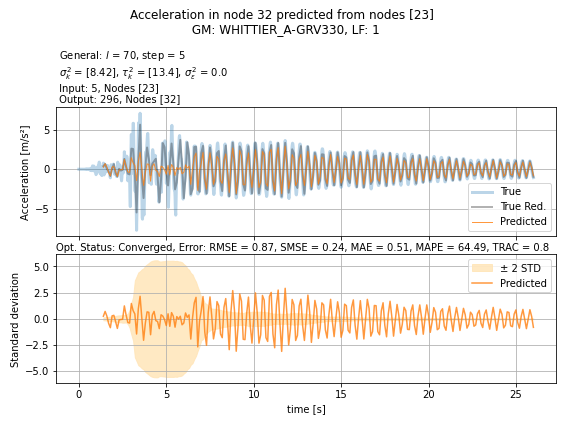 Acceleration in node 32 predicted from nodes [23]
GM: WHITTIER_A-GRV330, LF: 1
General: l = 70, step = 5
σ²ₖ = [8.42], τ²ₖ = [13.4], σ²ε = 0.0
Input: 5, Nodes [23]
Output: 296, Nodes [32]
Acceleration [m/s²]
5
0
−5
True
True Red.
Predicted
Opt. Status: Converged, Error: RMSE = 0.87, SMSE = 0.24, MAE = 0.51, MAPE = 64.49, TRAC = 0.8
Standard deviation
5.0
2.5
0.0
−2.5
−5.0
± 2 STD
Predicted
0 5 10 15 20 25
time [s]